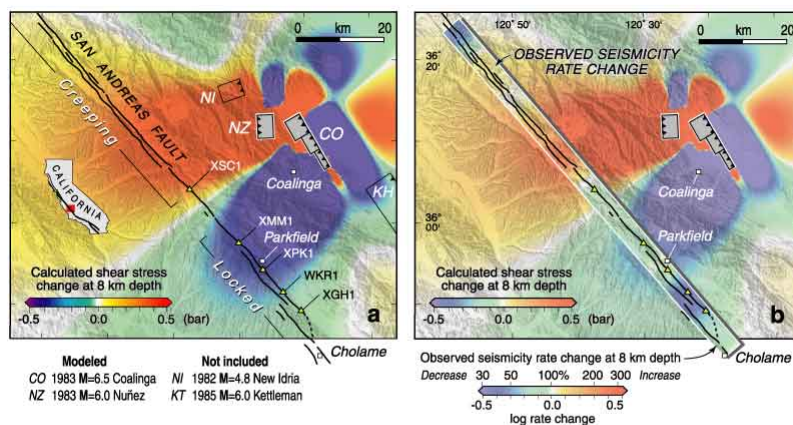 120° 50'
120° 30'
0 20
km
0 20
km
36°
20'
36°
00'
SAN ANDREAS FAULT
Creeping
Locked
NI
NZ
CO
KH
XSC1
Coalinga
XMM1
Parkfield
XPK1
WKR1
XGH1
CALIFORNIA
Calculated shear stress
change at 8 km depth
-0.5 0.0 0.5
(bar)
a
Cholame
OBSERVED SEISMICITY
RATE CHANGE
Coalinga
Parkfield
Calculated shear stress
change at 8 km depth
-0.5 0.0 0.5
(bar)
b
Cholame
Modeled
CO 1983 M=6.5 Coalinga
NZ 1983 M=6.0 Nuñez
Not included
NI 1982 M=4.8 New Idria
KT 1985 M=6.0 Kettleman
Observed seismicity rate change at 8 km depth
Decrease 30 50 100% 200 300 Increase
-0.5 0.0 0.5
log rate change